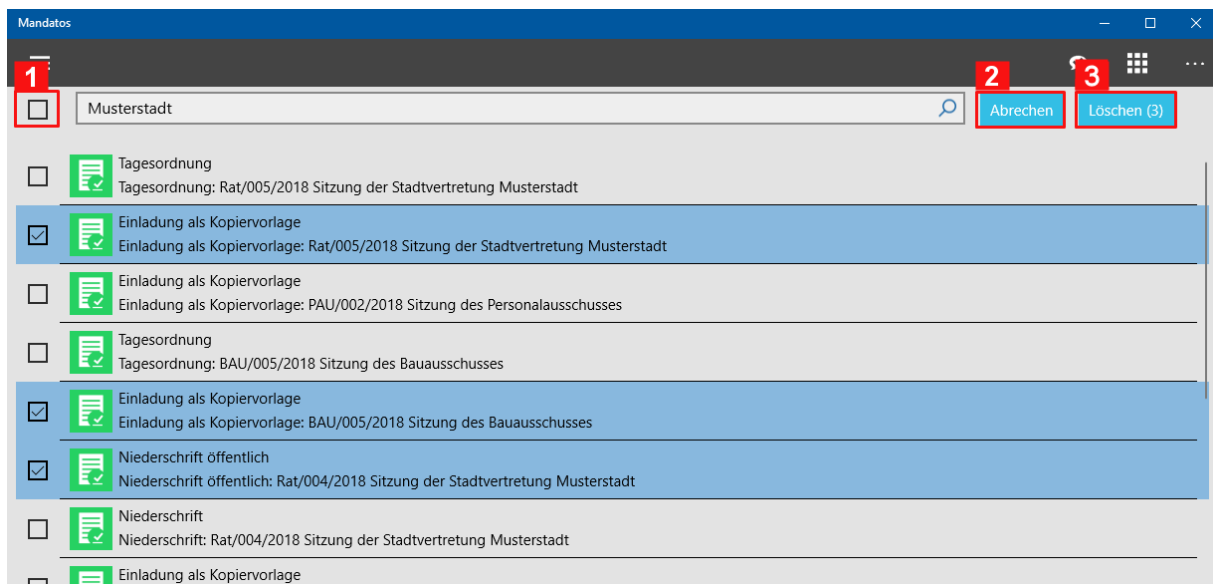 Mandatos
1
2
3
Musterstadt
Abrechen
Löschen (3)
Tagesordnung
Tagesordnung: Rat/005/2018 Sitzung der Stadtvertretung Musterstadt
Einladung als Kopiervorlage
Einladung als Kopiervorlage: Rat/005/2018 Sitzung der Stadtvertretung Musterstadt
Einladung als Kopiervorlage
Einladung als Kopiervorlage: PAU/002/2018 Sitzung des Personalausschusses
Tagesordnung
Tagesordnung: BAU/005/2018 Sitzung des Bauausschusses
Einladung als Kopiervorlage
Einladung als Kopiervorlage: BAU/005/2018 Sitzung des Bauausschusses
Niederschrift öffentlich
Niederschrift öffentlich: Rat/004/2018 Sitzung der Stadtvertretung Musterstadt
Niederschrift
Niederschrift: Rat/004/2018 Sitzung der Stadtvertretung Musterstadt
Einladung als Kopiervorlage